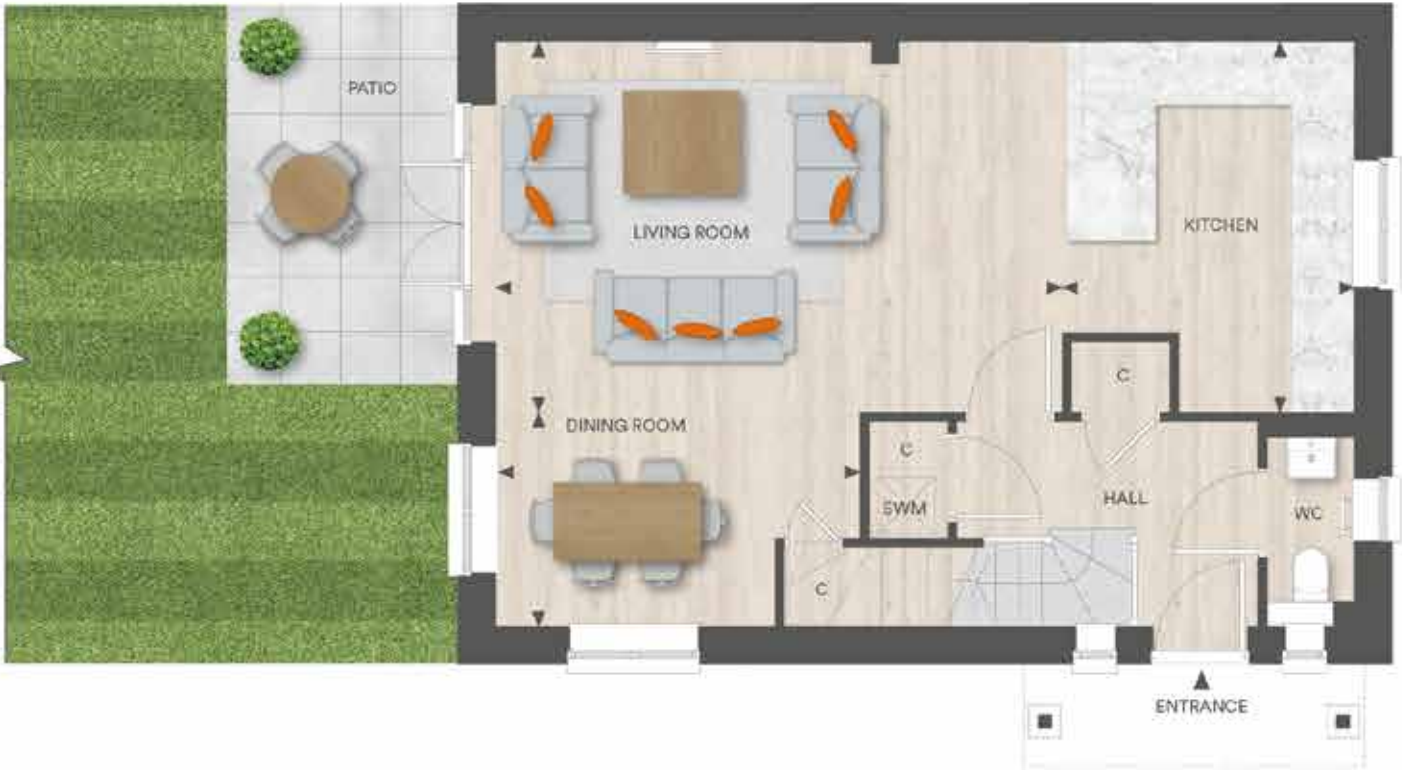 PATIO
LIVING ROOM
KITCHEN
C
DINING ROOM
C
SWM
HALL
WC
C
ENTRANCE